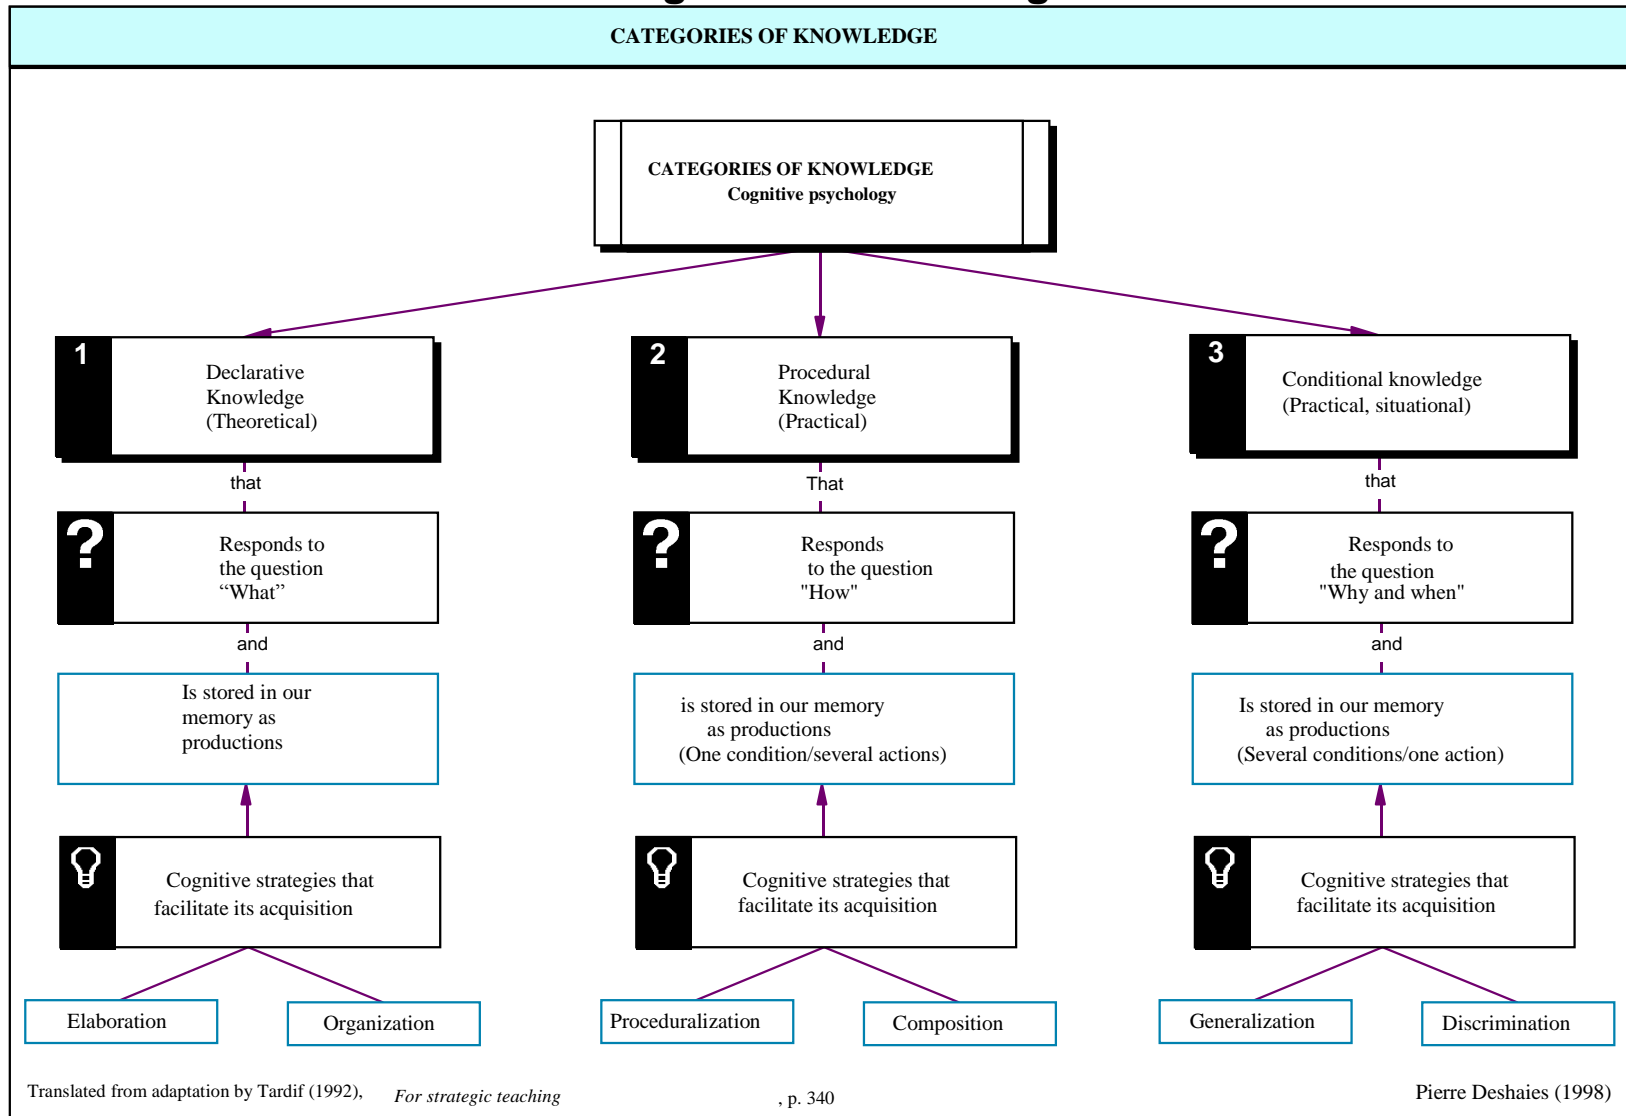 CATEGORIES OF KNOWLEDGE
CATEGORIES OF KNOWLEDGE
Cognitive psychology
1
Declarative
Knowledge
(Theoretical)
2
Procedural
Knowledge
(Practical)
3
Conditional knowledge
(Practical, situational)
that
That
that
?
Responds to
the question
“What”
?
Responds
to the question
"How"
?
Responds to
the question
"Why and when"
and
and
and
Is stored in our
memory as
productions
is stored in our memory
as productions
(One condition/several actions)
Is stored in our memory
as productions
(Several conditions/one action)
Cognitive strategies that
facilitate its acquisition
Cognitive strategies that
facilitate its acquisition
Cognitive strategies that
facilitate its acquisition
Elaboration
Organization
Proceduralization
Composition
Generalization
Discrimination
Translated from adaptation by Tardif (1992), For strategic teaching , p. 340
Pierre Deshaies (1998)